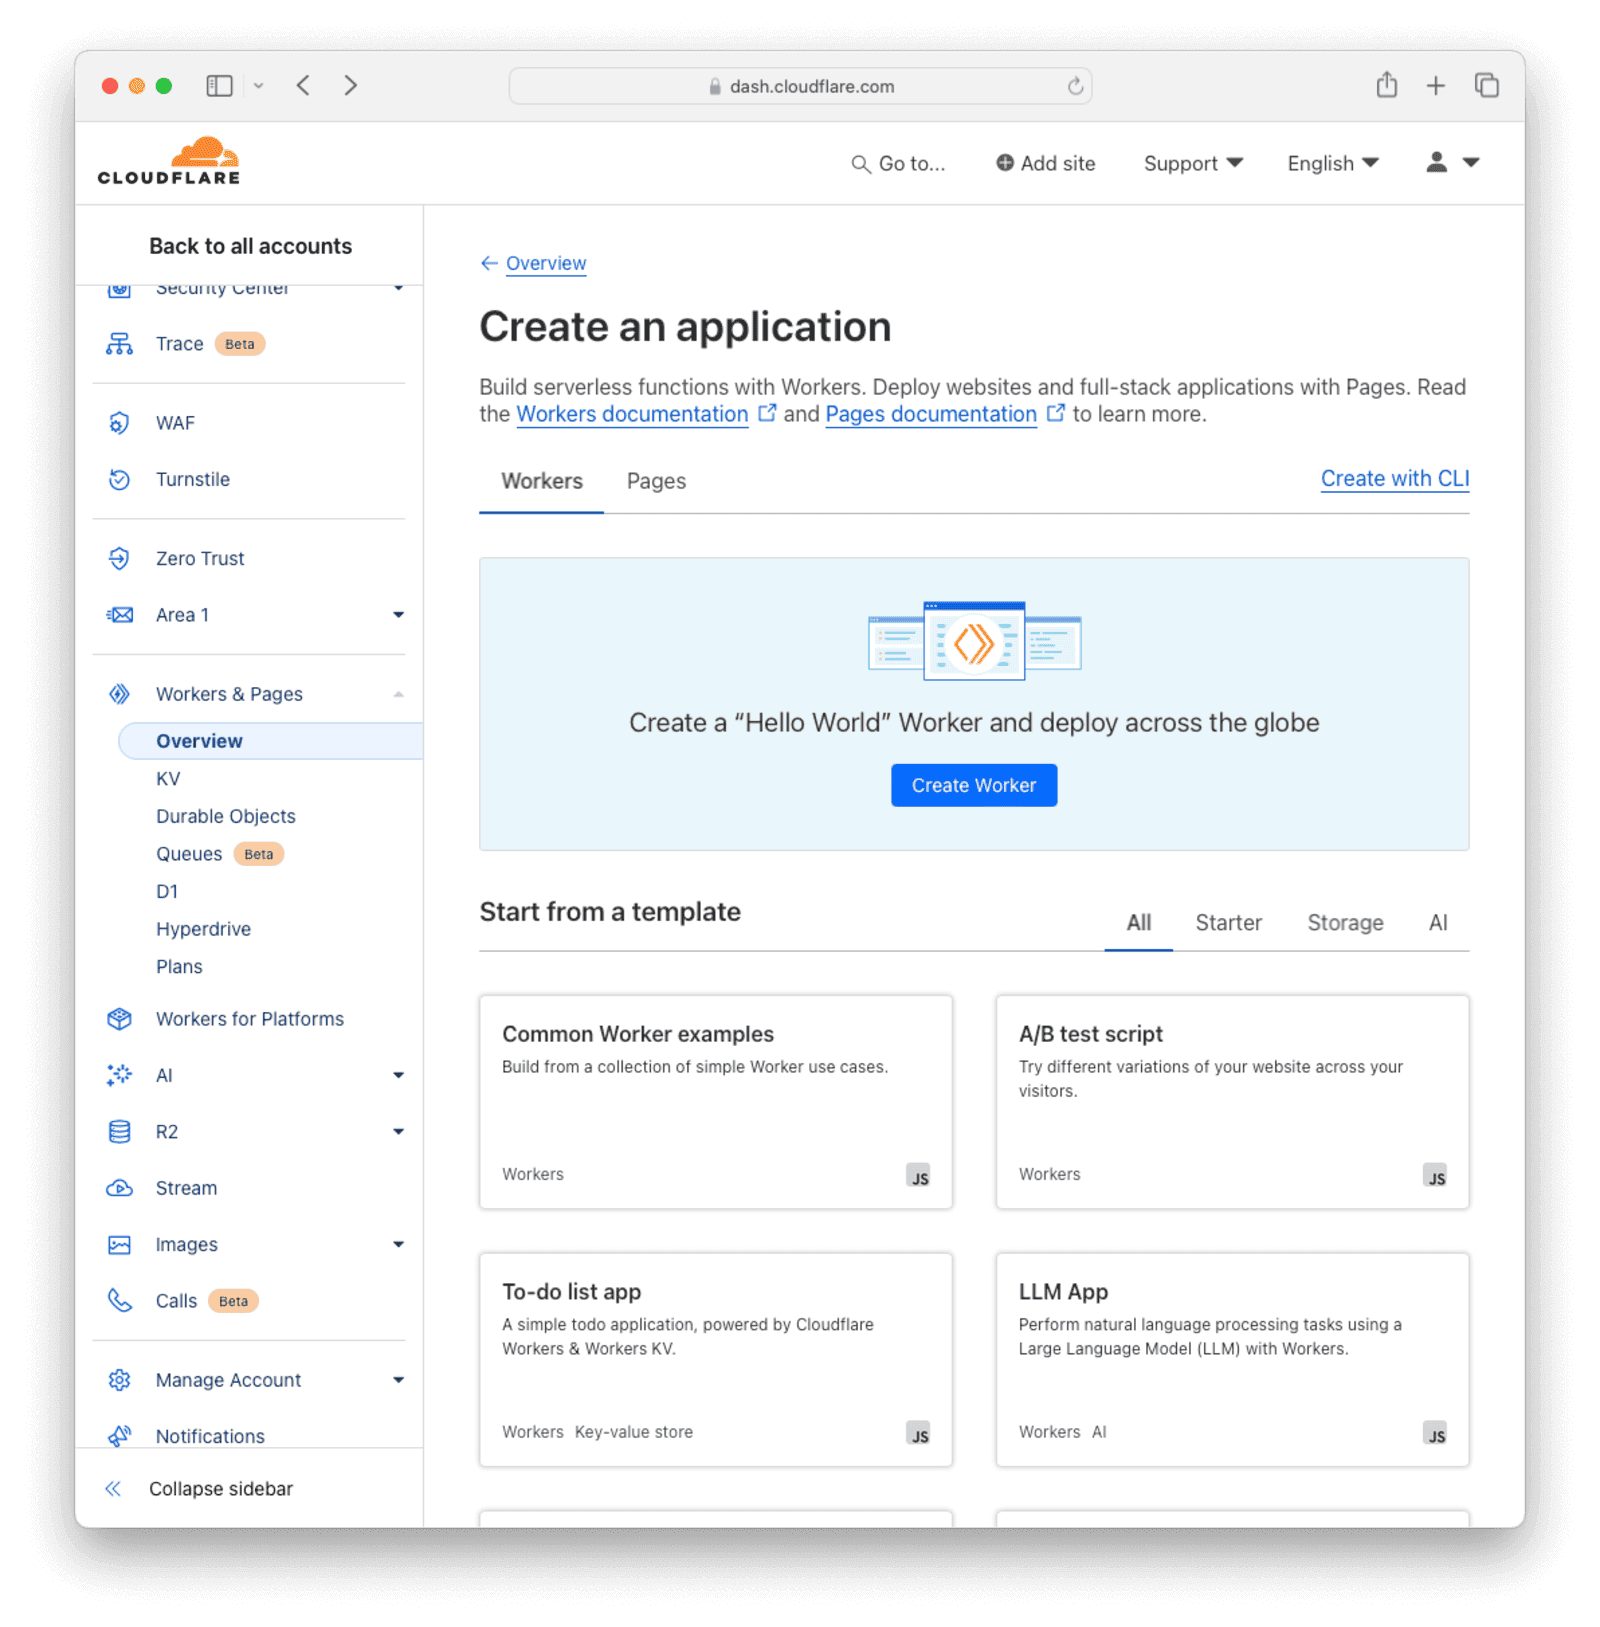 dash.cloudflare.com
CLOUDFLARE
Go to...
Add site
Support
English
Back to all accounts
Security Center
Trace Beta
WAF
Turnstile
Zero Trust
Area 1
Workers & Pages
Overview
KV
Durable Objects
Queues Beta
D1
Hyperdrive
Plans
Workers for Platforms
AI
R2
Stream
Images
Calls Beta
Manage Account
Notifications
Collapse sidebar
← Overview
Create an application
Build serverless functions with Workers. Deploy websites and full-stack applications with Pages. Read
the Workers documentation and Pages documentation to learn more.
Workers Pages
Create with CLI
Create a “Hello World” Worker and deploy across the globe
Create Worker
Start from a template
All Starter Storage AI
Common Worker examples
Build from a collection of simple Worker use cases.
Workers
JS
A/B test script
Try different variations of your website across your
visitors.
Workers
JS
To-do list app
A simple todo application, powered by Cloudflare
Workers & Workers KV.
Workers Key-value store
JS
LLM App
Perform natural language processing tasks using a
Large Language Model (LLM) with Workers.
Workers AI
JS